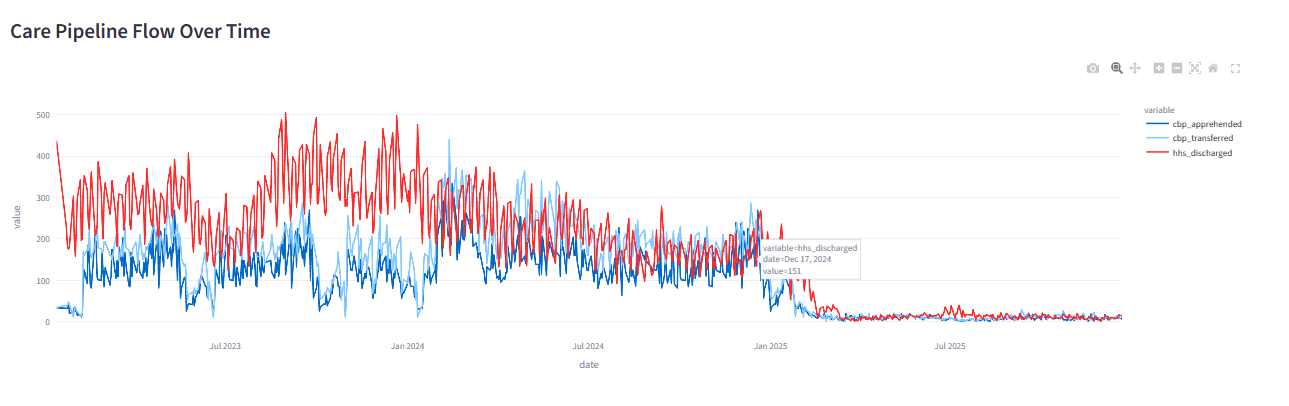 Care Pipeline Flow Over Time
variable
cbp_apprehended
cbp_transferred
hhs_discharged
500
400
300
200
100
0
value
variable=hhs_discharged
date=Dec 17, 2024
value=151
Jul 2023
Jan 2024
Jul 2024
Jan 2025
Jul 2025
date